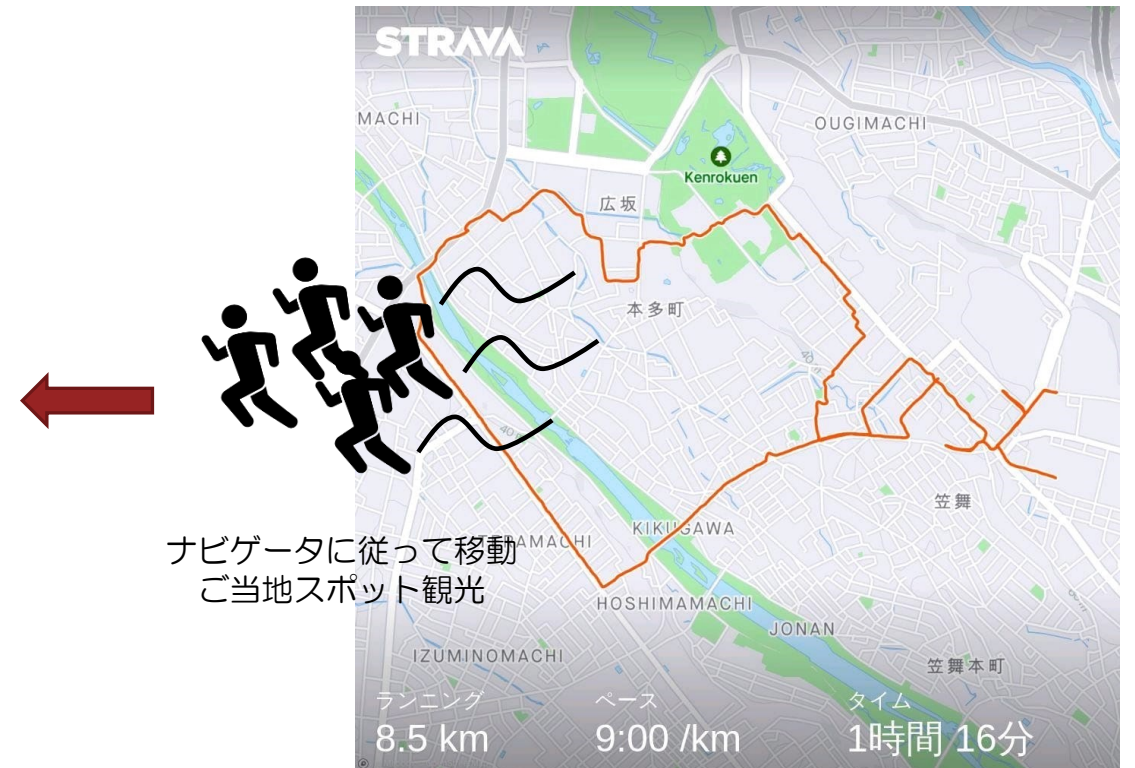 STRAVA
MACHI
OUGIMACHI
Kenrokuen
広坂
本多町
笠舞
KIKUGAWA
ナビゲータに従って移動
ご当地スポット観光
HOSHIMAMACHI
JONAN
IZUMINOMACHI
笠舞本町
ランニング
8.5 km
ペース
9:00 /km
タイム
1時間 16分